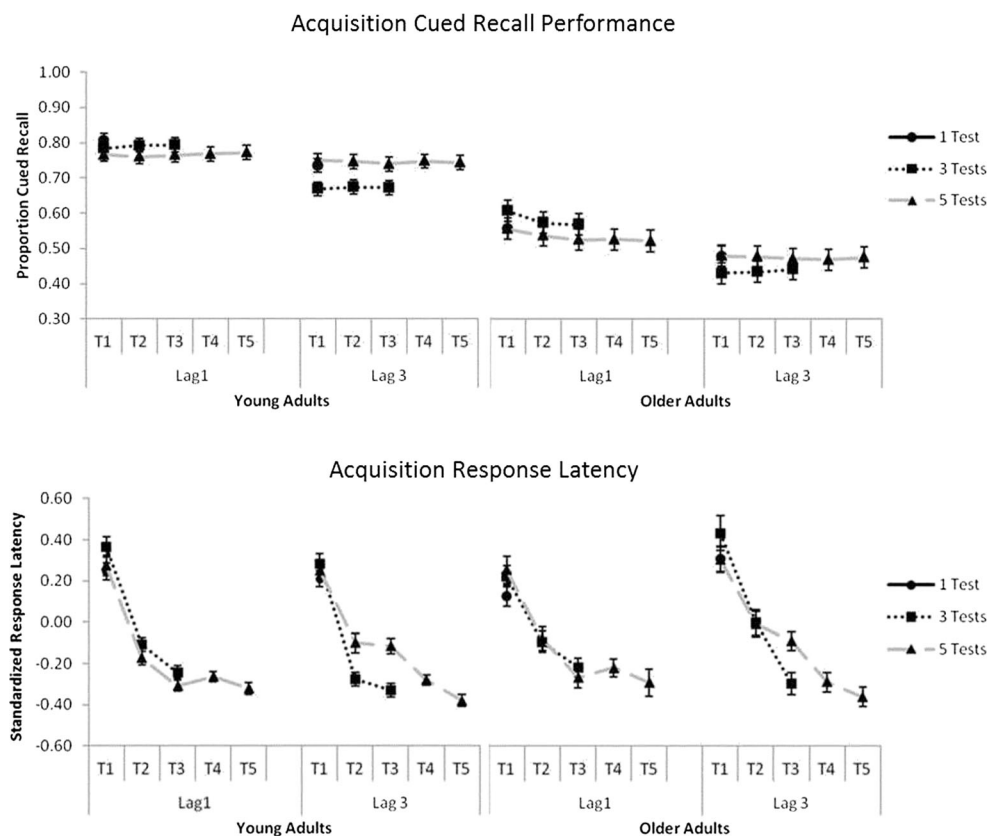 Acquisition Cued Recall Performance
Proportion Cued Recall
1.00
0.90
0.80
0.70
0.60
0.50
0.40
0.30
1 Test
3 Tests
5 Tests
T1 T2 T3 T4 T5 T1 T2 T3 T4 T5 T1 T2 T3 T4 T5 T1 T2 T3 T4 T5
Lag1 Lag 3 Lag1 Lag 3
Young Adults Older Adults
Acquisition Response Latency
Standardized Response Latency
0.60
0.40
0.20
0.00
-0.20
-0.40
-0.60
1 Test
3 Tests
5 Tests
T1 T2 T3 T4 T5 T1 T2 T3 T4 T5 T1 T2 T3 T4 T5 T1 T2 T3 T4 T5
Lag1 Lag 3 Lag1 Lag 3
Young Adults Older Adults